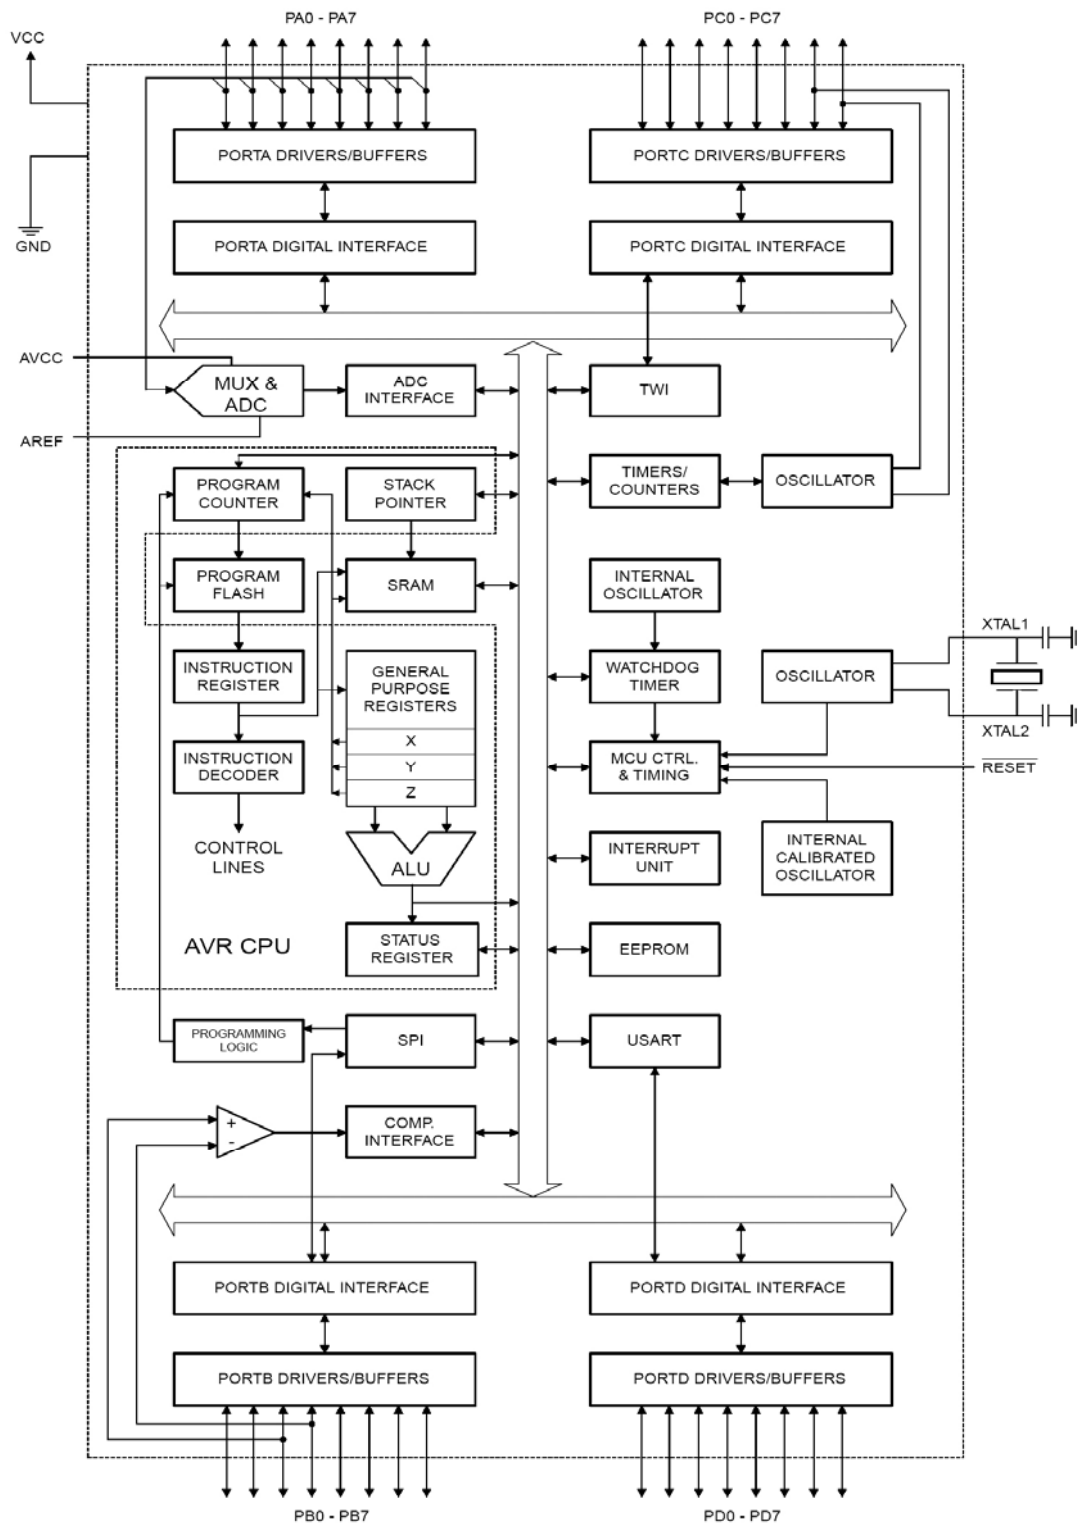 PA0 - PA7
PC0 - PC7
VCC
PORTA DRIVERS/BUFFERS
PORTC DRIVERS/BUFFERS
GND
PORTA DIGITAL INTERFACE
PORTC DIGITAL INTERFACE
AVCC
MUX &
ADC
ADC
INTERFACE
TWI
AREF
PROGRAM
COUNTER
STACK
POINTER
TIMERS/
COUNTERS
OSCILLATOR
PROGRAM
FLASH
SRAM
INTERNAL
OSCILLATOR
XTAL1
INSTRUCTION
REGISTER
GENERAL
PURPOSE
REGISTERS
WATCHDOG
TIMER
OSCILLATOR
XTAL2
X
INSTRUCTION
DECODER
Y
MCU CTRL.
& TIMING
RESET
Z
CONTROL
LINES
ALU
INTERRUPT
UNIT
INTERNAL
CALIBRATED
OSCILLATOR
AVR CPU
STATUS
REGISTER
EEPROM
PROGRAMMING
LOGIC
SPI
USART
+
-
COMP.
INTERFACE
PORTB DIGITAL INTERFACE
PORTD DIGITAL INTERFACE
PORTB DRIVERS/BUFFERS
PORTD DRIVERS/BUFFERS
PB0 - PB7
PD0 - PD7